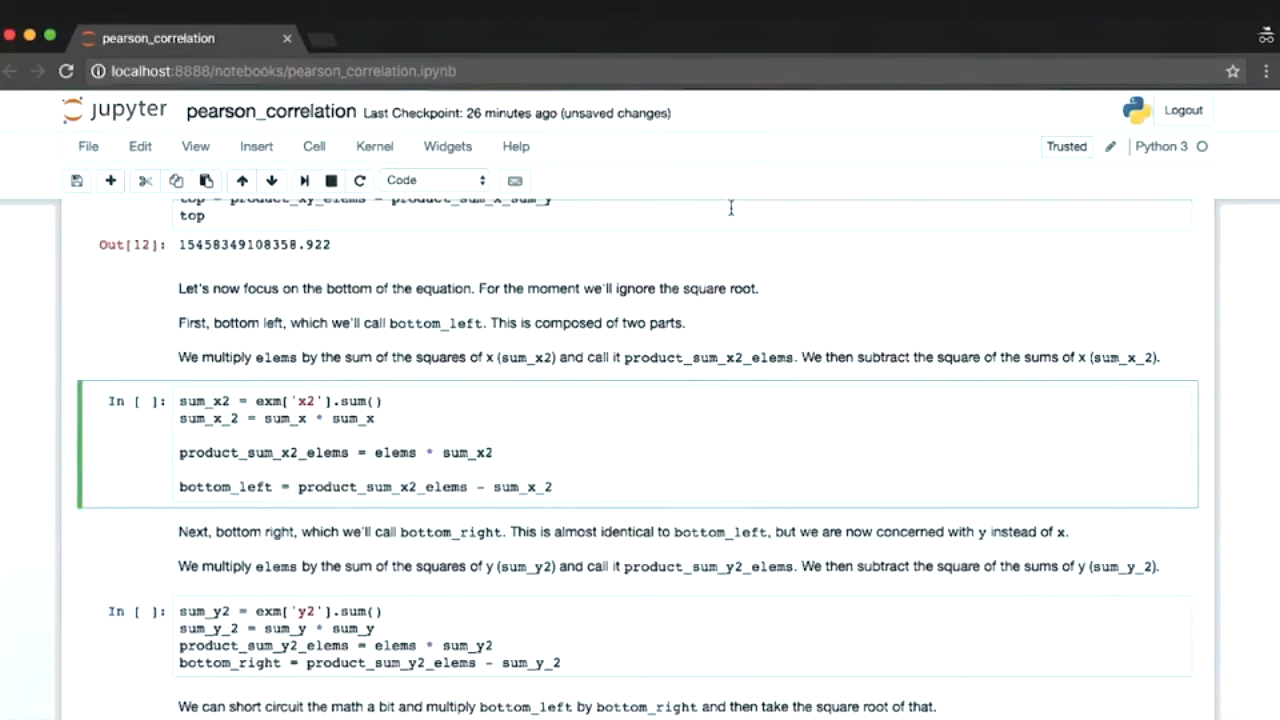 pearson_correlation
localhost:8888/notebooks/pearson_correlation.ipynb
jupyter pearson_correlation Last Checkpoint: 26 minutes ago (unsaved changes)
Logout
File Edit View Insert Cell Kernel Widgets Help
Trusted Python 3
Code
top = product_xy_elems - product_sum_x_sum_y
top
Out[12]: 15458349108358.922
Let's now focus on the bottom of the equation. For the moment we'll ignore the square root.
First, bottom left, which we'll call bottom_left. This is composed of two parts.
We multiply elems by the sum of the squares of x (sum_x2) and call it product_sum_x2_elems. We then subtract the square of the sums of x (sum_x_2).
In [ ]: sum_x2 = exm['x2'].sum()
sum_x_2 = sum_x * sum_x
product_sum_x2_elems = elems * sum_x2
bottom_left = product_sum_x2_elems - sum_x_2
Next, bottom right, which we'll call bottom_right. This is almost identical to bottom_left, but we are now concerned with y instead of x.
We multiply elems by the sum of the squares of y (sum_y2) and call it product_sum_y2_elems. We then subtract the square of the sums of y (sum_y_2).
In [ ]: sum_y2 = exm['y2'].sum()
sum_y_2 = sum_y * sum_y
product_sum_y2_elems = elems * sum_y2
bottom_right = product_sum_y2_elems - sum_y_2
We can short circuit the math a bit and multiply bottom_left by bottom_right and then take the square root of that.